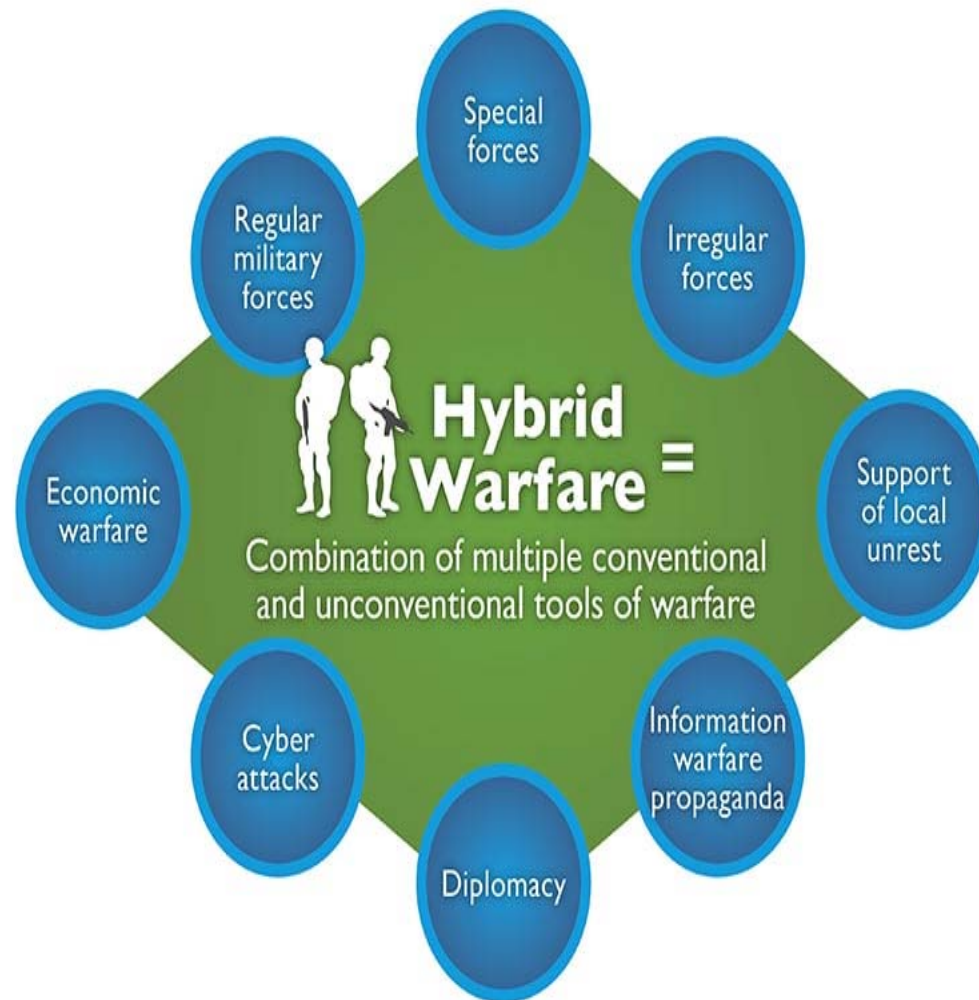 Special
forces
Regular
military
forces
Irregular
forces
Hybrid
Warfare =
Economic
warfare
Support
of local
unrest
Combination of multiple conventional
and unconventional tools of warfare
Cyber
attacks
Information
warfare
propaganda
Diplomacy